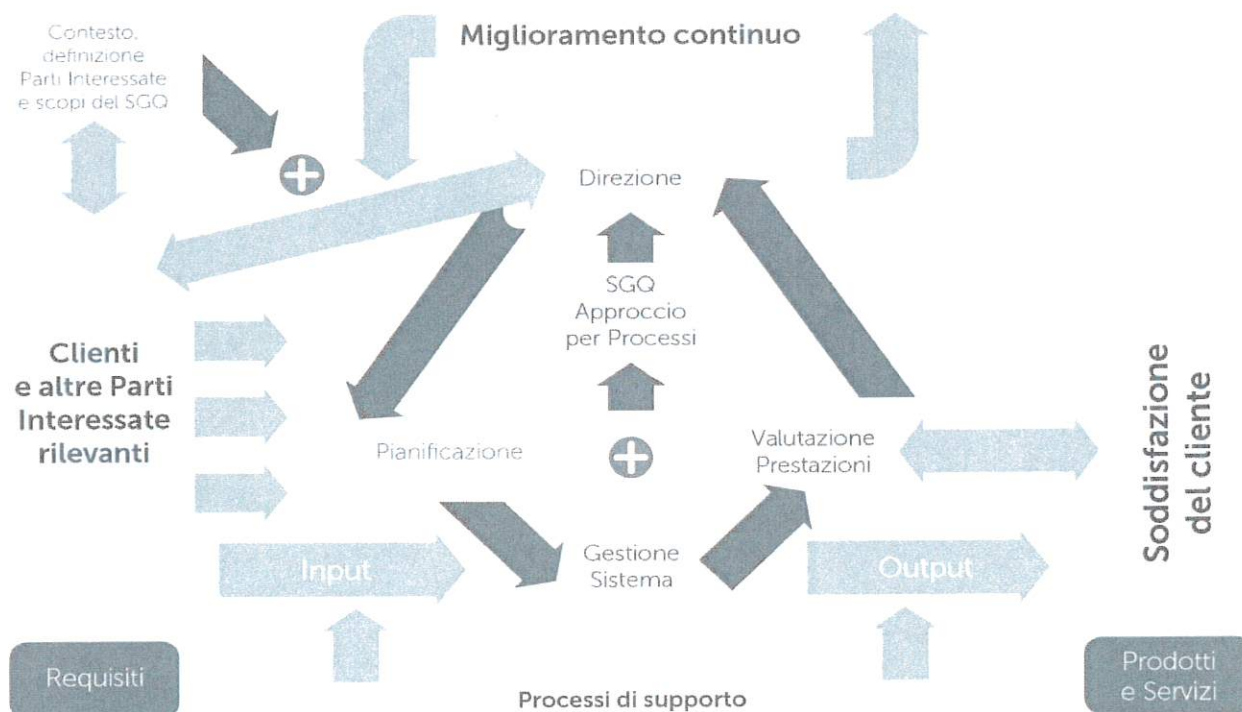 Contesto,
definizione
Parti Interessate
e scopi del SGQ
Miglioramento continuo
Direzione
SGQ
Approccio
per Processi
Clienti
e altre Parti
Interessate
rilevanti
Pianificazione
Valutazione
Prestazioni
Soddisfazione
del cliente
Input
Gestione
Sistema
Output
Requisiti
Processi di supporto
Prodotti
e Servizi